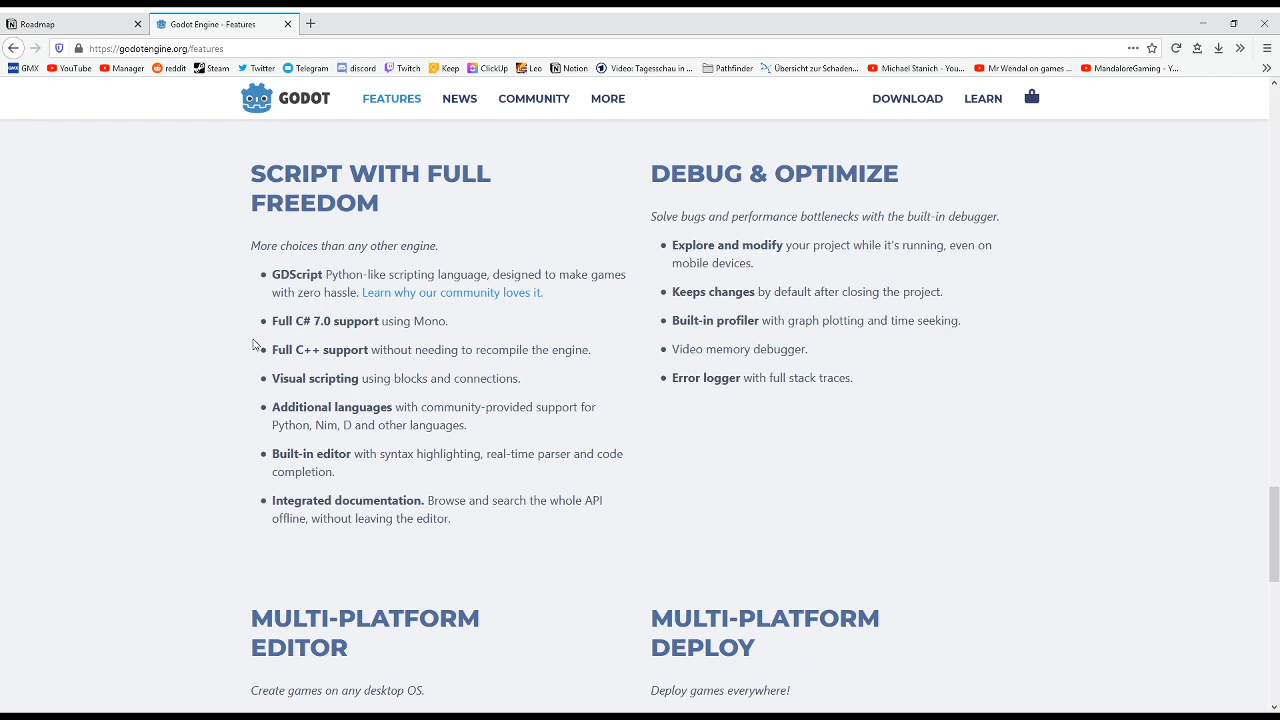 Roadmap
Godot Engine - Features
https://godotengine.org/features
GMX YouTube Manager reddit Steam Twitter Telegram discord Twitch Keep ClickUp LoL Notion Video: Tagesschau in ... Pathfinder Übersicht zur Schaden... Michael Stanich - You... Mr Wendal on games ... MandaloreGaming - Y...
GODOT FEATURES NEWS COMMUNITY MORE DOWNLOAD LEARN
SCRIPT WITH FULL
FREEDOM
More choices than any other engine.
• GDScript Python-like scripting language, designed to make games
with zero hassle. Learn why our community loves it.
• Full C# 7.0 support using Mono.
• Full C++ support without needing to recompile the engine.
• Visual scripting using blocks and connections.
• Additional languages with community-provided support for
Python, Nim, D and other languages.
• Built-in editor with syntax highlighting, real-time parser and code
completion.
• Integrated documentation. Browse and search the whole API
offline, without leaving the editor.
DEBUG & OPTIMIZE
Solve bugs and performance bottlenecks with the built-in debugger.
• Explore and modify your project while it's running, even on
mobile devices.
• Keeps changes by default after closing the project.
• Built-in profiler with graph plotting and time seeking.
• Video memory debugger.
• Error logger with full stack traces.
MULTI-PLATFORM
EDITOR
Create games on any desktop OS.
MULTI-PLATFORM
DEPLOY
Deploy games everywhere!